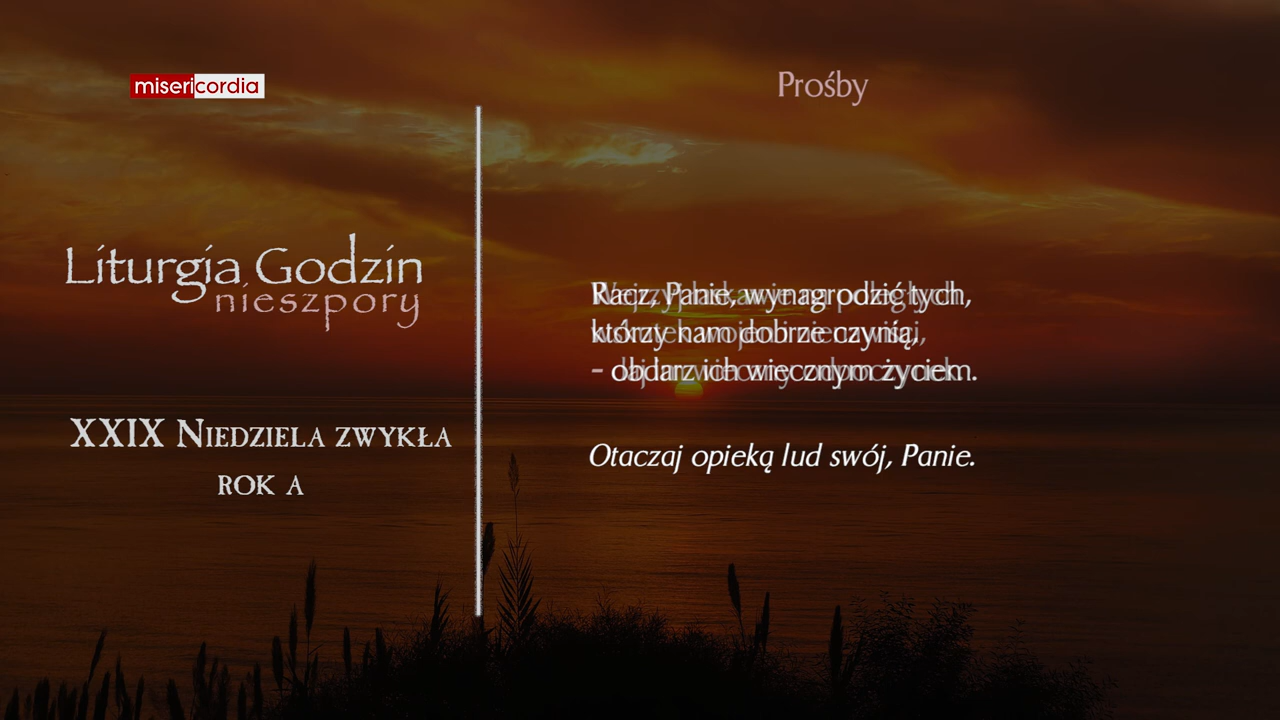 misericordia
Prośby
Liturgia Godzin
nieszpory
XXIX Niedziela zwykła
rok A
Racz, Panie, wynagrodzić tych,
którzy nam dobrze czynią,
- obdarz ich wiecznym życiem.
Otaczaj opieką lud swój, Panie.